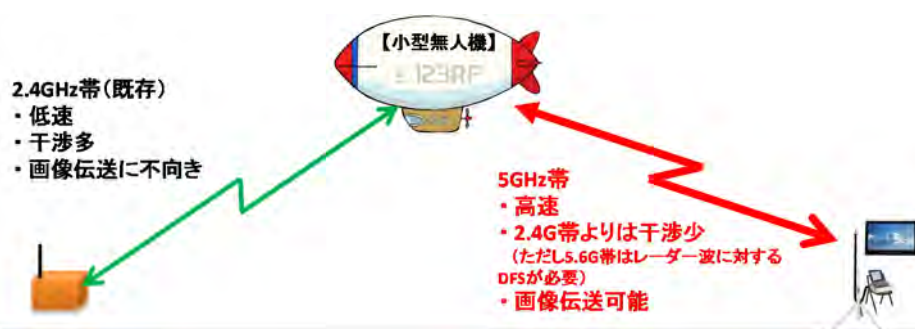 【小型無人機】
123RF
2.4GHz帯(既存)
・低速
・干渉多
・画像伝送に不向き
5GHz帯
・高速
・2.4G帯よりは干渉少
(ただし5.6G帯はレーダー波に対する
DFSが必要)
・画像伝送可能